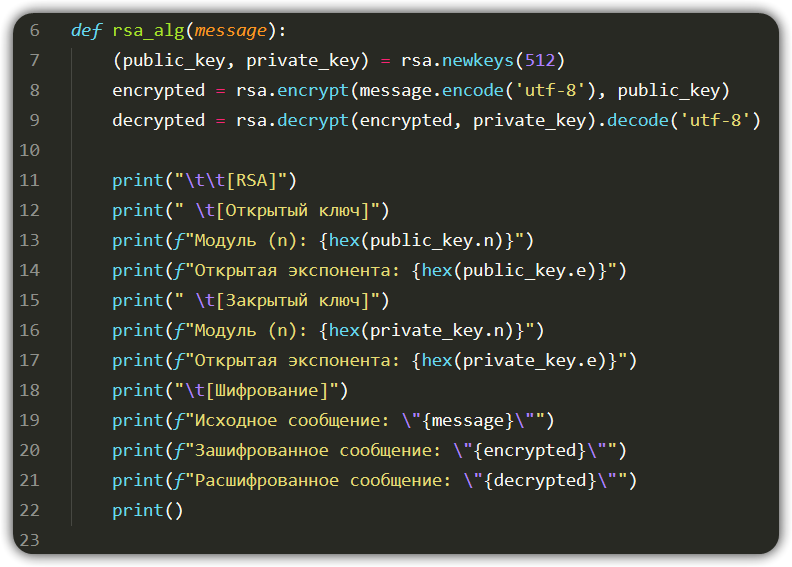 6 def rsa_alg(message):
7     (public_key, private_key) = rsa.newkeys(512)
8     encrypted = rsa.encrypt(message.encode('utf-8'), public_key)
9     decrypted = rsa.decrypt(encrypted, private_key).decode('utf-8')
10
11     print("\t\t[RSA]")
12     print(" \t[Открытый ключ]")
13     print(f"Модуль (n): {hex(public_key.n)}")
14     print(f"Открытая экспонента: {hex(public_key.e)}")
15     print(" \t[Закрытый ключ]")
16     print(f"Модуль (n): {hex(private_key.n)}")
17     print(f"Открытая экспонента: {hex(private_key.e)}")
18     print("\t[Шифрование]")
19     print(f"Исходное сообщение: \"{message}\"")
20     print(f"Зашифрованное сообщение: \"{encrypted}\"")
21     print(f"Расшифрованное сообщение: \"{decrypted}\"")
22     print()
23